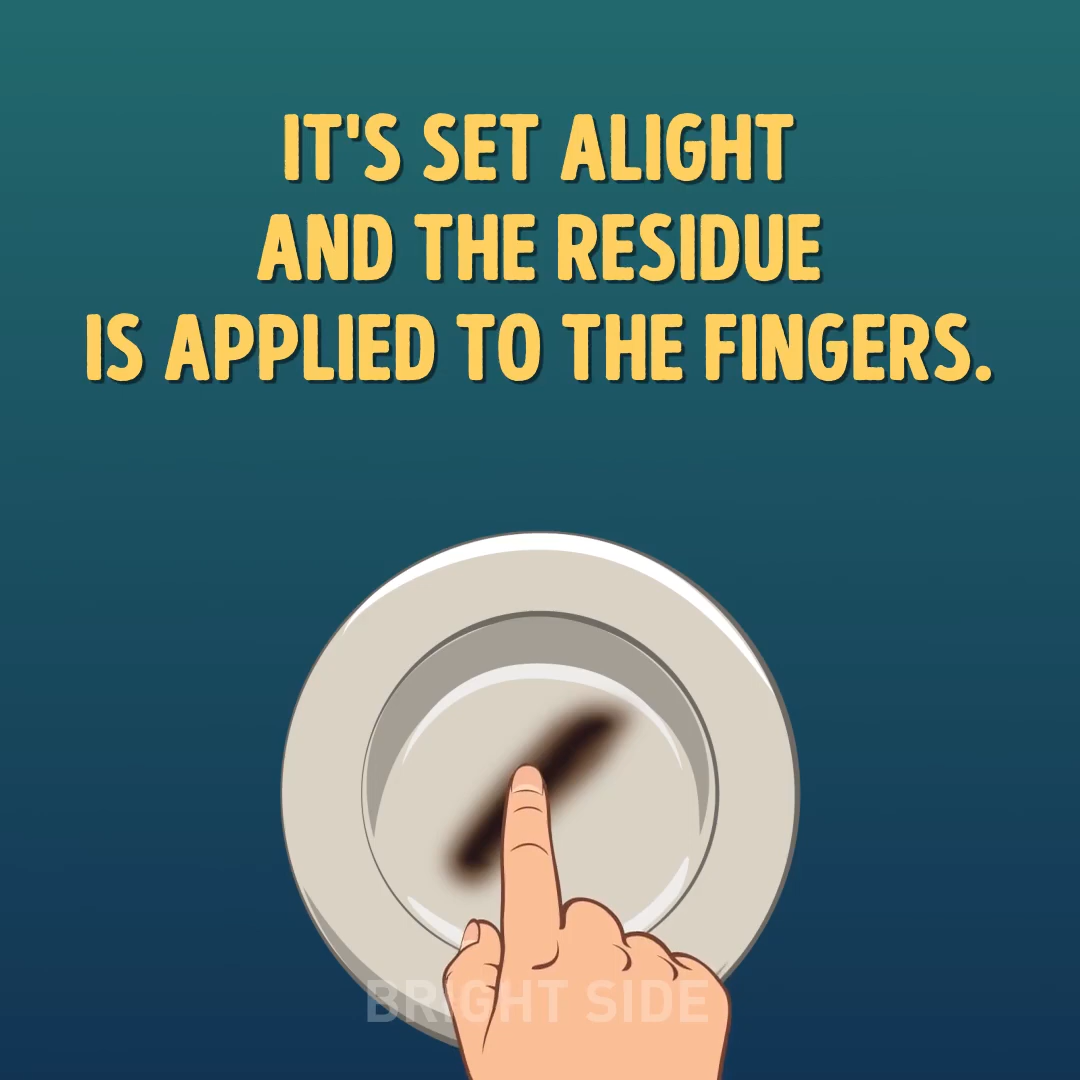 IT'S SET ALIGHT
AND THE RESIDUE
IS APPLIED TO THE FINGERS.
BRIGHT SIDE